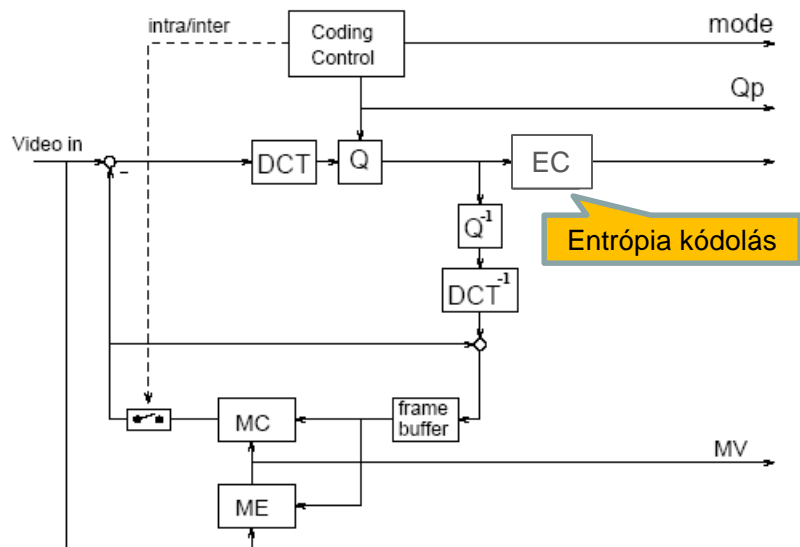 intra/inter
Coding
Control
mode
Qp
Video in
-
DCT
Q
EC
Entrópia kódolás
Q-1
DCT-1
MC
frame
buffer
MV
ME